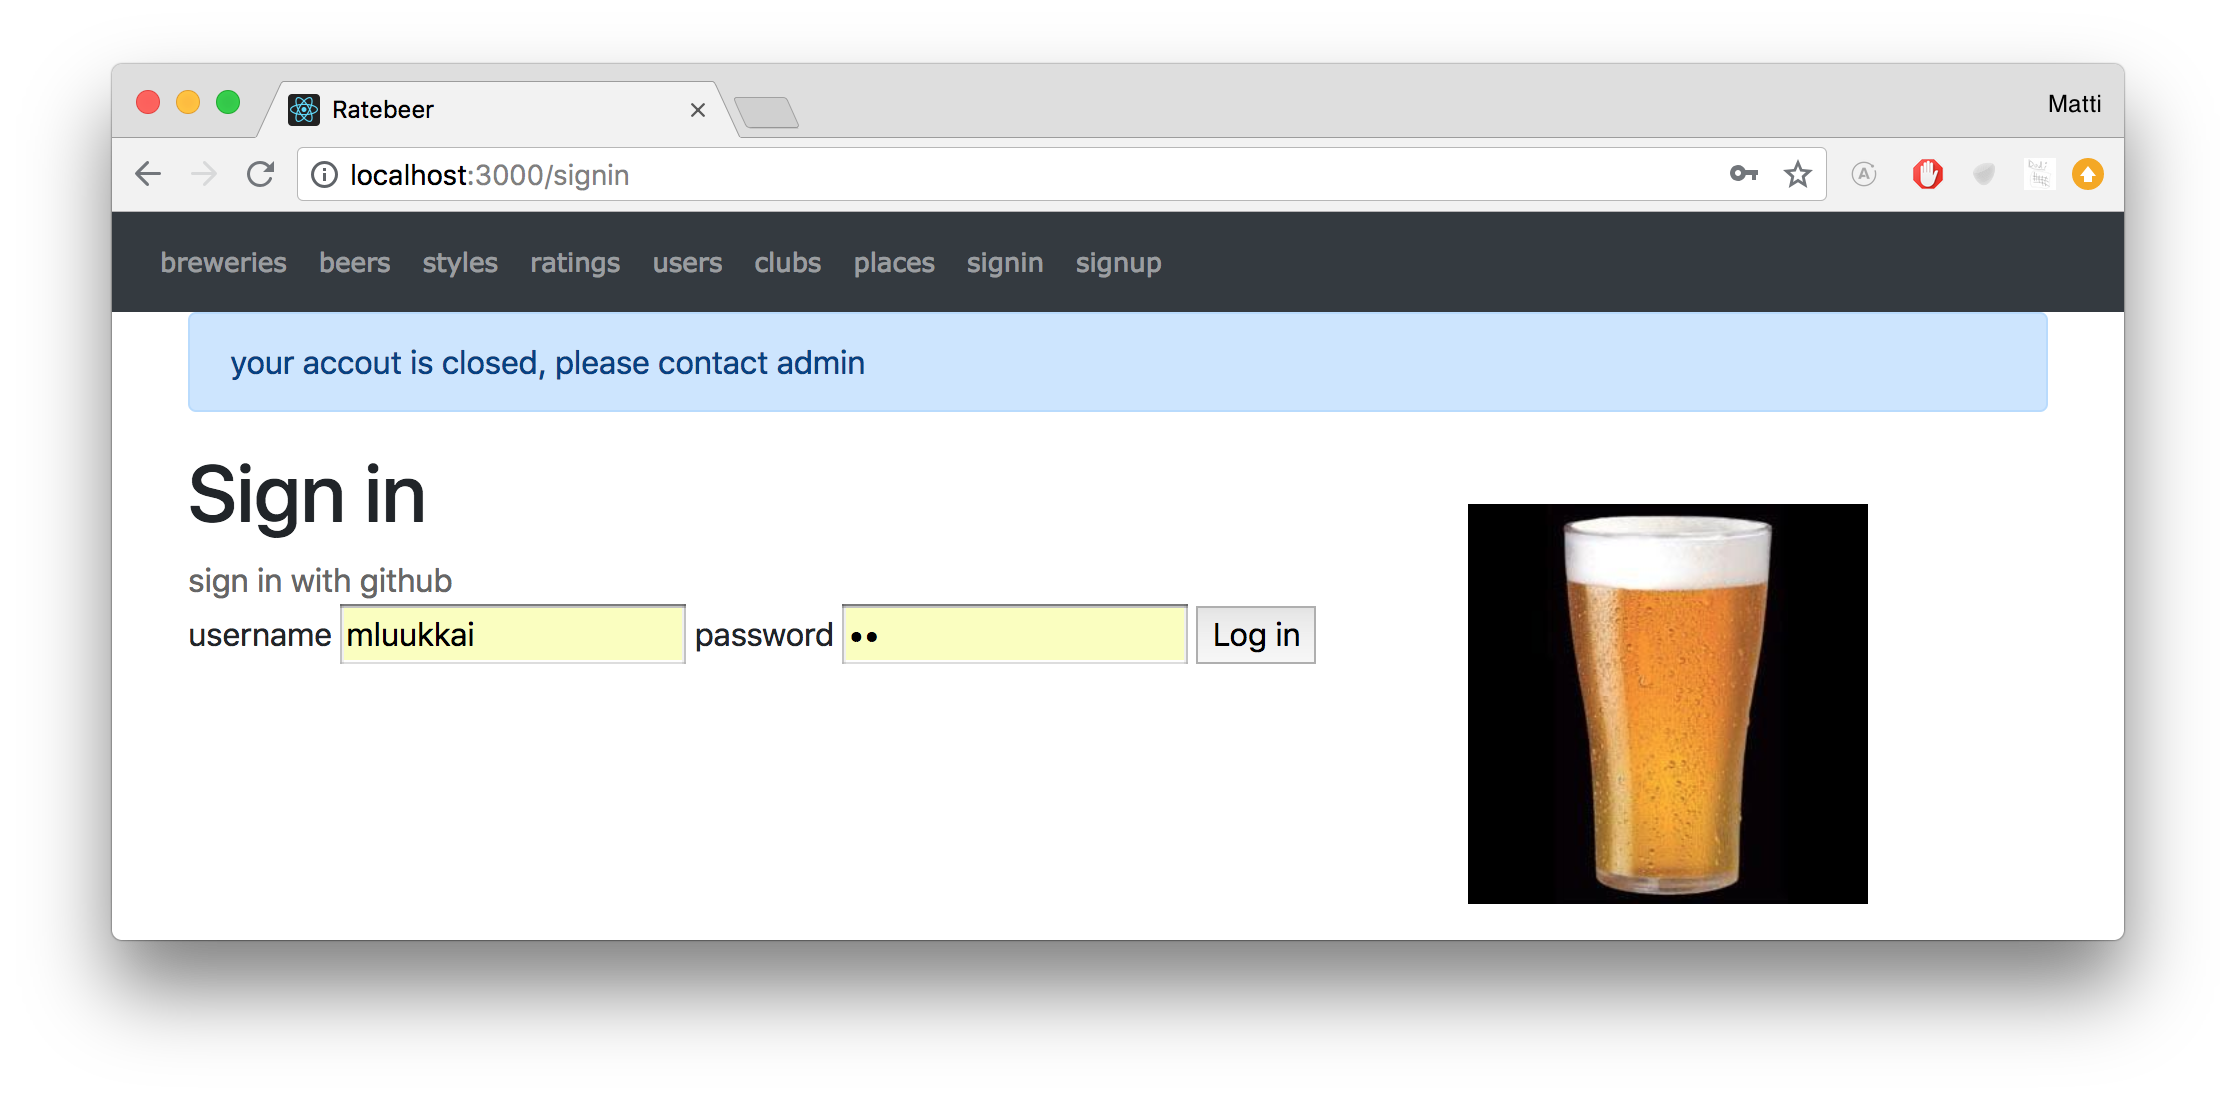 Ratebeer
Matti
localhost:3000/signin
breweries beers styles ratings users clubs places signin signup
your accout is closed, please contact admin
Sign in
sign in with github
username mluukkai password •• Log in